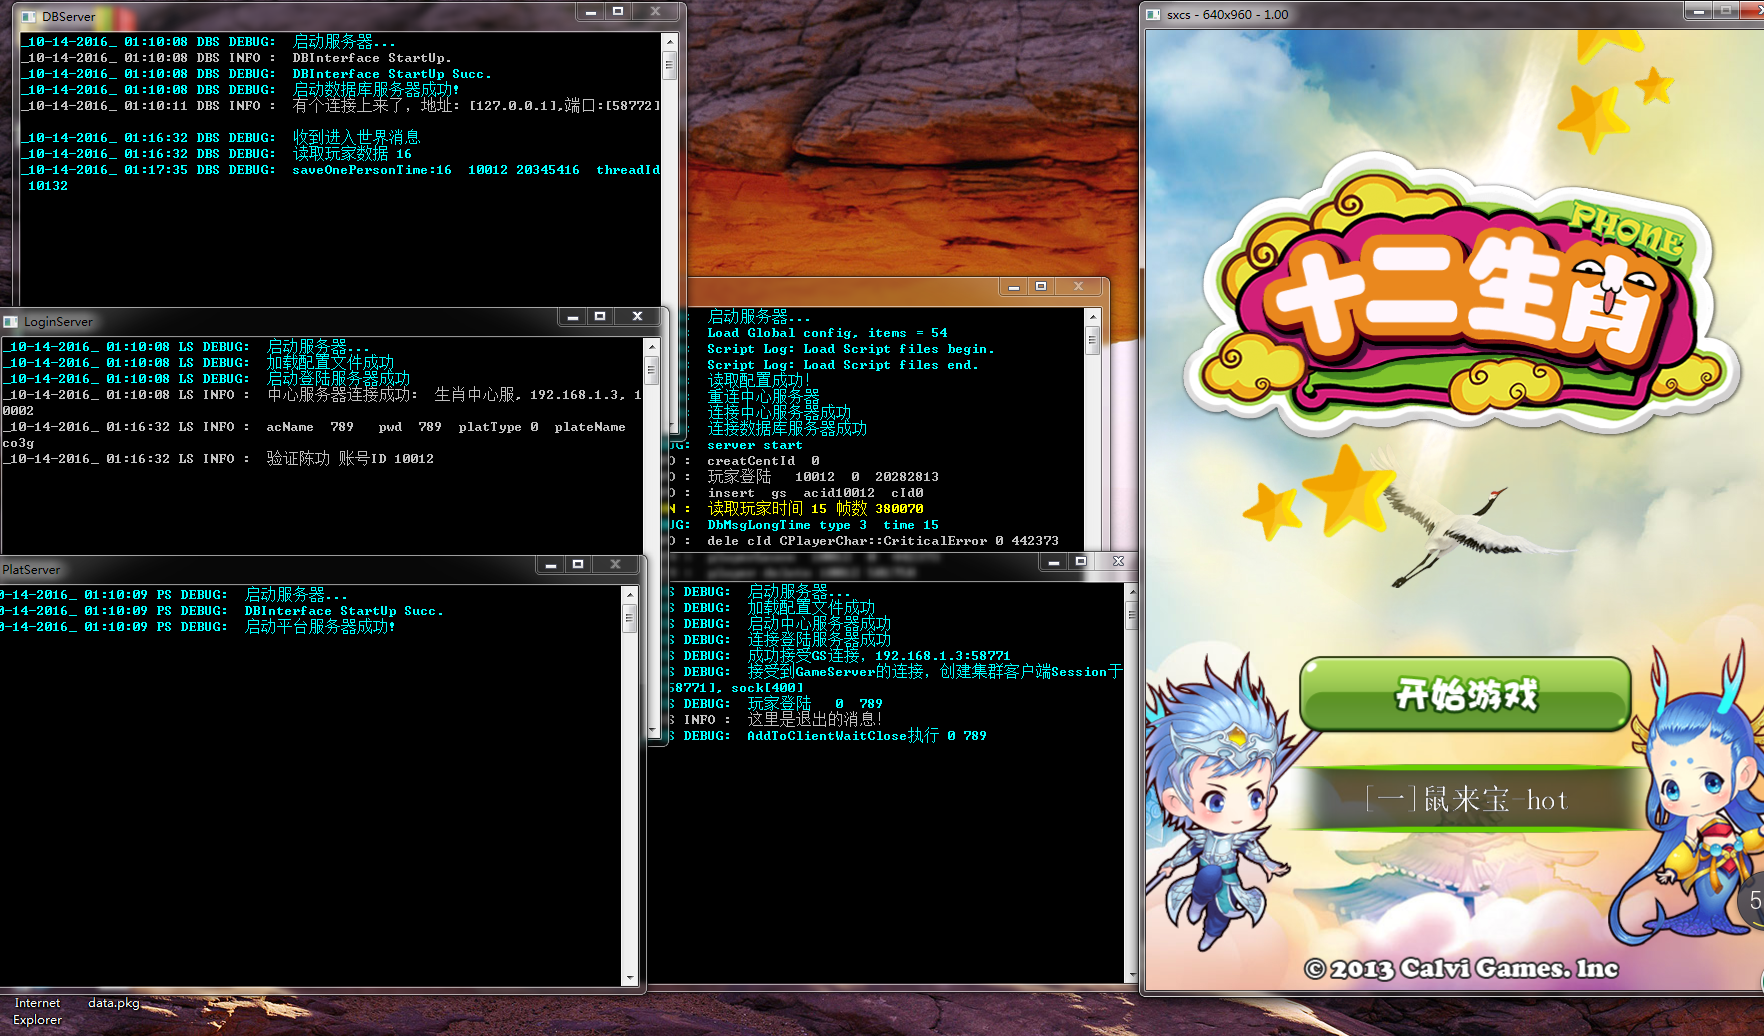 DBServer
_10-14-2016_ 01:10:08 DBS DEBUG:  启动服务器...
_10-14-2016_ 01:10:08 DBS INFO :  DBInterface StartUp.
_10-14-2016_ 01:10:08 DBS DEBUG:  DBInterface StartUp Succ.
_10-14-2016_ 01:10:08 DBS DEBUG:  启动数据库服务器成功!
_10-14-2016_ 01:10:11 DBS INFO :  有个连接上来了，地址: [127.0.0.1],端口:[58772]
_10-14-2016_ 01:16:32 DBS DEBUG:  收到进入世界消息
_10-14-2016_ 01:16:32 DBS DEBUG:  读取玩家数据 16
_10-14-2016_ 01:17:35 DBS DEBUG:  saveOnePersonTime:16  10012 20345416  threadId
10132
LoginServer
_10-14-2016_ 01:10:08 LS DEBUG:  启动服务器...
_10-14-2016_ 01:10:08 LS DEBUG:  加载配置文件成功
_10-14-2016_ 01:10:08 LS DEBUG:  启动登陆服务器成功
_10-14-2016_ 01:10:08 LS INFO :  中心服务器连接成功:  生肖中心服, 192.168.1.3, 1
0002
_10-14-2016_ 01:16:32 LS INFO :  acName  789   pwd  789  platType 0  plateName
co3g
_10-14-2016_ 01:16:32 LS INFO :  验证陈功 账号ID 10012
PlatServer
0-14-2016_ 01:10:09 PS DEBUG:  启动服务器...
0-14-2016_ 01:10:09 PS DEBUG:  DBInterface StartUp Succ.
0-14-2016_ 01:10:09 PS DEBUG:  启动平台服务器成功!
:  启动服务器...
:  Load Global config, items = 54
:  Script Log: Load Script files begin.
:  Script Log: Load Script files end.
读取配置成功!
重连中心服务器
连接中心服务器成功
连接数据库服务器成功
UG:  server start
O :  creatCentId  0
O :  玩家登陆   10012  0  20282813
O :  insert  gs  acid10012  cId0
N :  读取玩家时间 15 帧数 380070
UG:  DbMsgLongTime type 3  time 15
O :  dele cId CPlayerChar::CriticalError 0 442373
S DEBUG:  启动服务器...
S DEBUG:  加载配置文件成功
S DEBUG:  启动中心服务器成功
S DEBUG:  连接登陆服务器成功
S DEBUG:  成功接受GS连接, 192.168.1.3:58771
S DEBUG:  接受到GameServer的连接, 创建集群客户端Session于
58771], sock[400]
S DEBUG:  玩家登陆   0  789
S INFO :  这里是退出的消息!
S DEBUG:  AddToClientWaitClose执行 0 789
sxcs - 640x960 - 1.00
PHONE
十二生肖
开始游戏
[一]鼠来宝-hot
5
© 2013 Calvi Games. Inc
Internet
Explorer
data.pkg